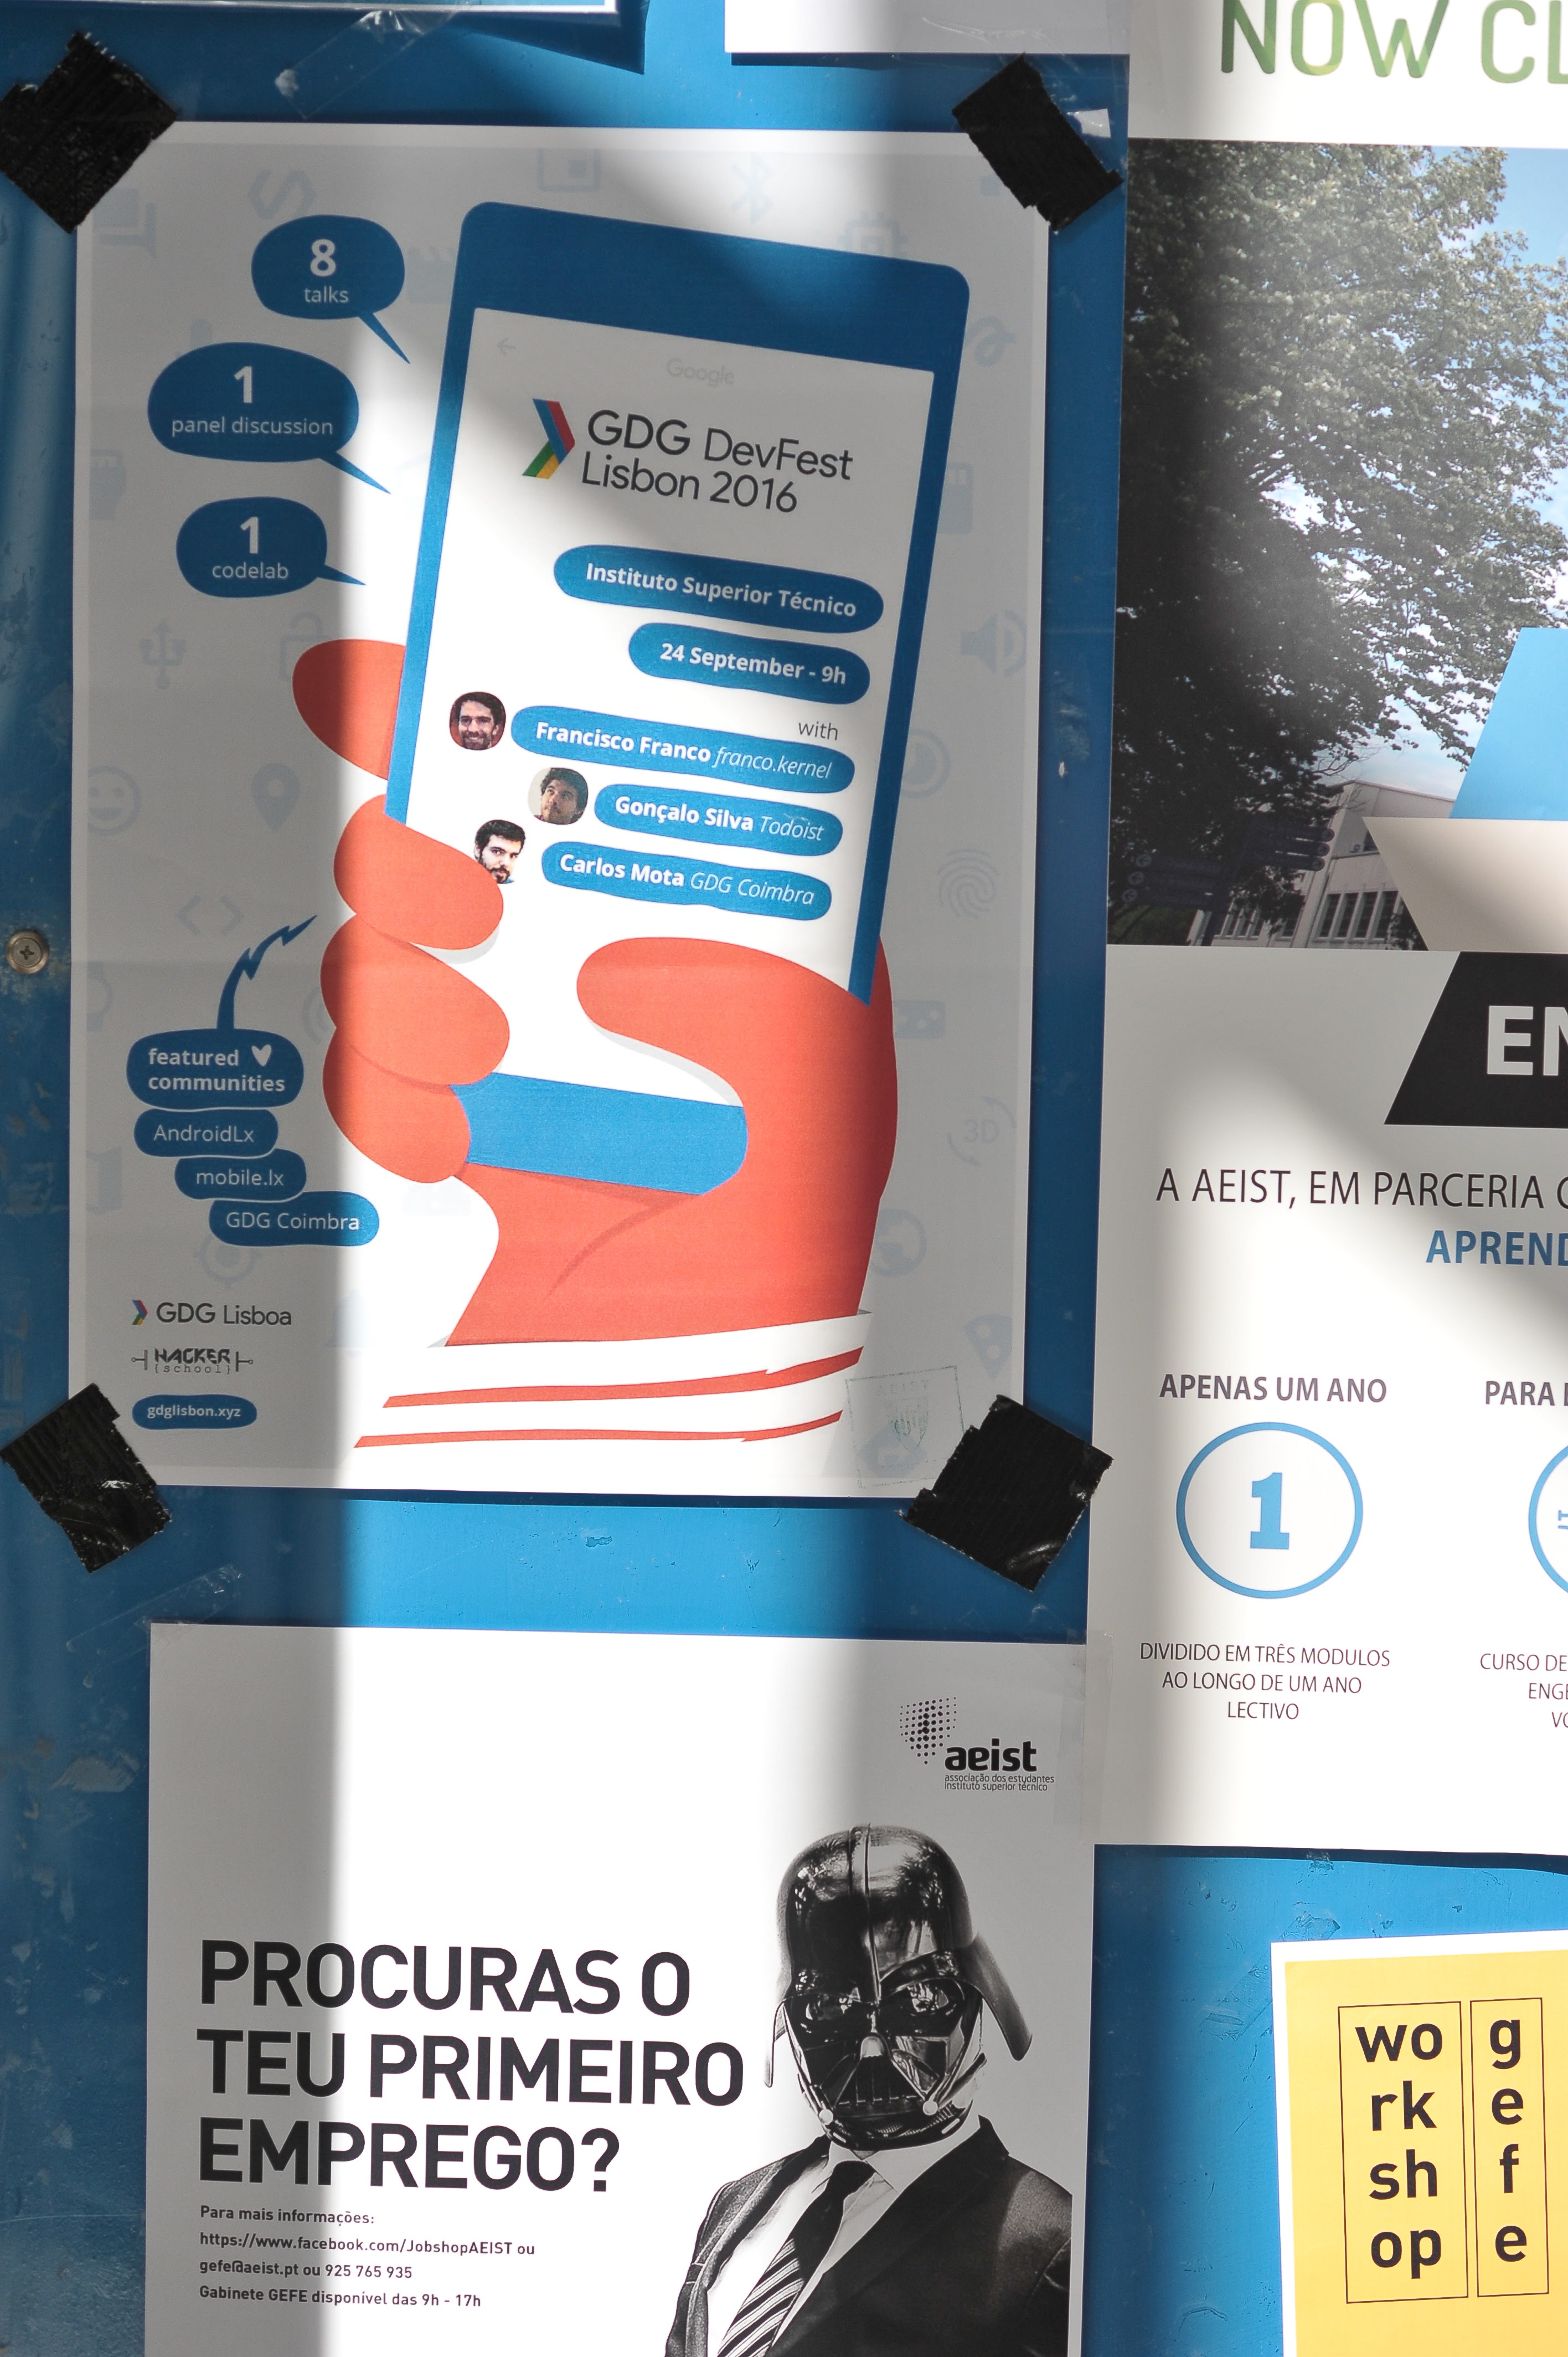 NOW CL
8
talks
1
panel discussion
1
codelab
Google
GDG DevFest
Lisbon 2016
Instituto Superior Técnico
24 September - 9h
with
Francisco Franco franco.kernel
Gonçalo Silva Todoist
Carlos Mota GDG Coimbra
featured
communities
AndroidLx
mobile.lx
GDG Coimbra
GDG Lisboa
HACKER
{school}
gdglisbon.xyz
AEIST
3D
EN
A AEIST, EM PARCERIA
APREND
APENAS UM ANO
1
DIVIDIDO EM TRÊS MODULOS
AO LONGO DE UM ANO
LECTIVO
PARA
CURSO DE
ENGE
VO
aeist
associação dos estudantes
instituto superior técnico
PROCURAS O
TEU PRIMEIRO
EMPREGO?
Para mais informações:
https://www.facebook.com/JobshopAEIST ou
gefe@aeist.pt ou 925 765 935
Gabinete GEFE disponível das 9h - 17h
wo
rk
sh
op
g
e
f
e